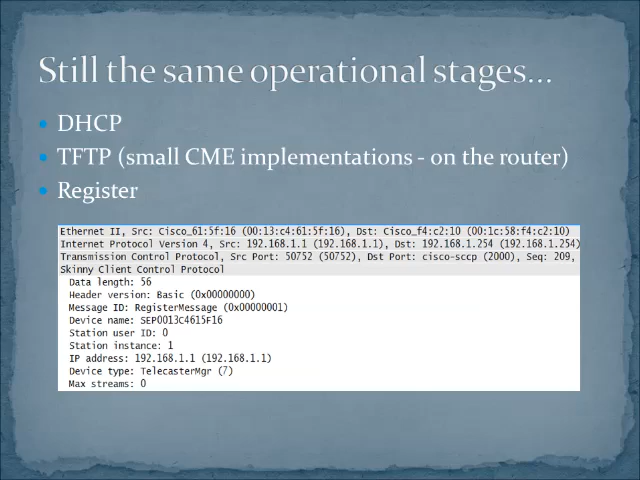 Still the same operational stages...
DHCP
TFTP (small CME implementations - on the router)
Register
Ethernet II, Src: Cisco_61:5f:16 (00:13:c4:61:5f:16), Dst: Cisco_f4:c2:10 (00:1c:58:f4:c2:10)
Internet Protocol Version 4, Src: 192.168.1.1 (192.168.1.1), Dst: 192.168.1.254 (192.168.1.254)
Transmission Control Protocol, Src Port: 50752 (50752), Dst Port: cisco-sccp (2000), Seq: 209,
Skinny Client Control Protocol
Data length: 56
Header version: Basic (0x00000000)
Message ID: RegisterMessage (0x00000001)
Device name: SEP0013C4615F16
Station user ID: 0
Station instance: 1
IP address: 192.168.1.1 (192.168.1.1)
Device type: TelecasterMgr (7)
Max streams: 0